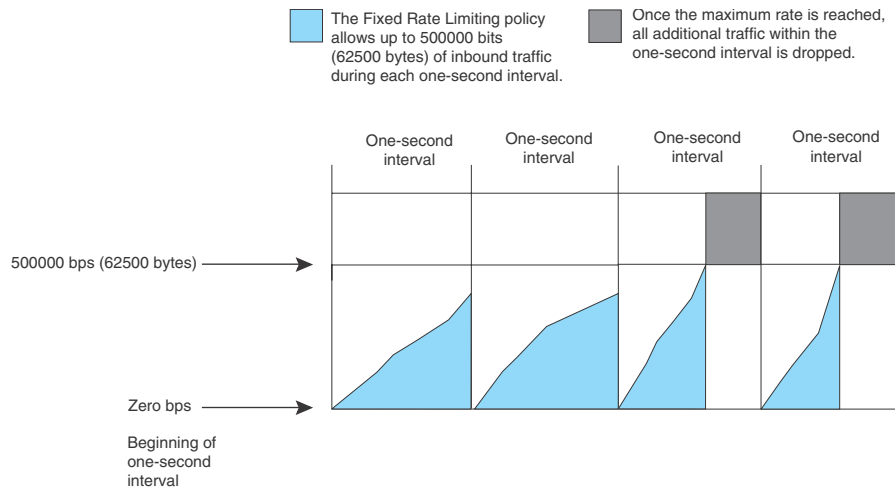 The Fixed Rate Limiting policy
allows up to 500000 bits
(62500 bytes) of inbound traffic
during each one-second interval.
Once the maximum rate is reached,
all additional traffic within the
one-second interval is dropped.
One-second
interval
One-second
interval
One-second
interval
One-second
interval
500000 bps (62500 bytes)
Zero bps
Beginning of
one-second
interval